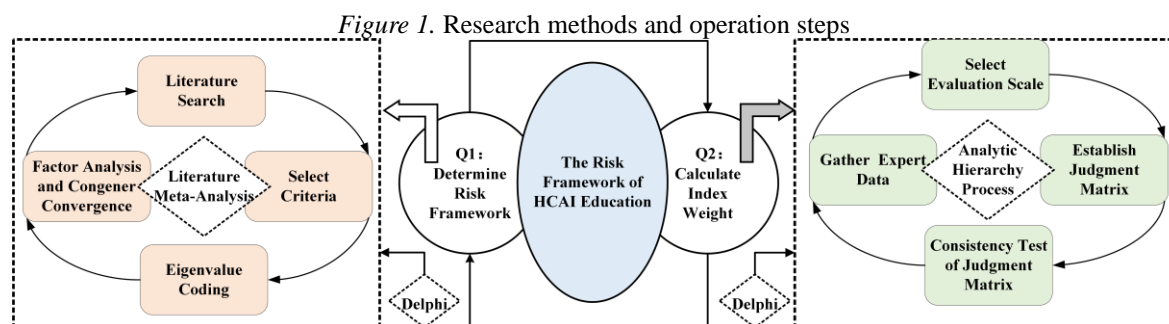 Figure 1. Research methods and operation steps
Literature
Search
Factor Analysis
and Congener
Convergence
Literature
Meta-Analysis
Select
Criteria
Eigenvalue
Coding
Q1:
Determine
Risk
Framework
The Risk
Framework of
HCAI Education
Q2:
Calculate
Index
Weight
Delphi
Delphi
Select
Evaluation Scale
Gather Expert
Data
Analytic
Hierarchy
Process
Establish
Judgment
Matrix
Consistency Test
of Judgment
Matrix